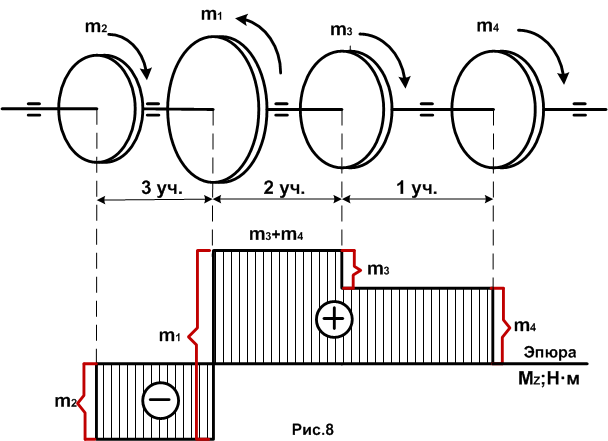 m₂
m₁
m₃
m₄
3 уч.
2 уч.
1 уч.
m₃+m₄
m₃
m₁
m₄
Эпюра
Mz;Н·м
m₂
Рис.8